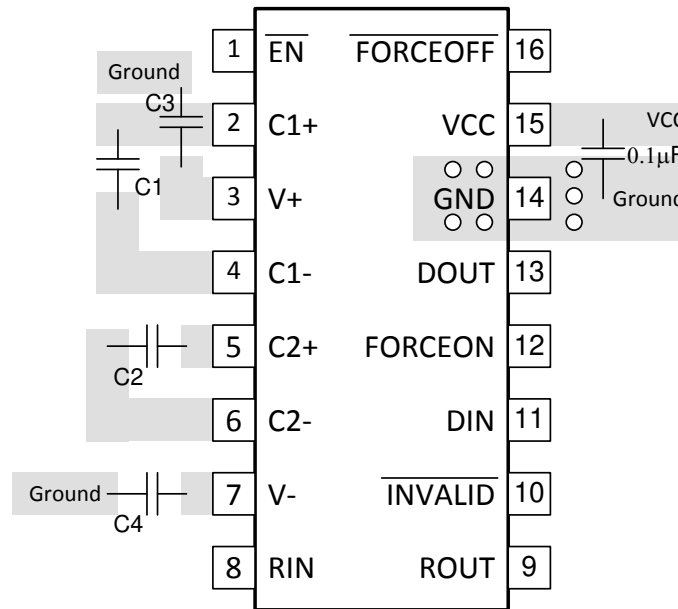 1 EN FORCEOFF 16
Ground
C3
2 C1+ VCC 15 VCC
0.1µF
C1
3 V+ GND 14 Ground
4 C1- DOUT 13
5 C2+ FORCEON 12
C2
6 C2- DIN 11
Ground 7 V- INVALID 10
C4
8 RIN ROUT 9